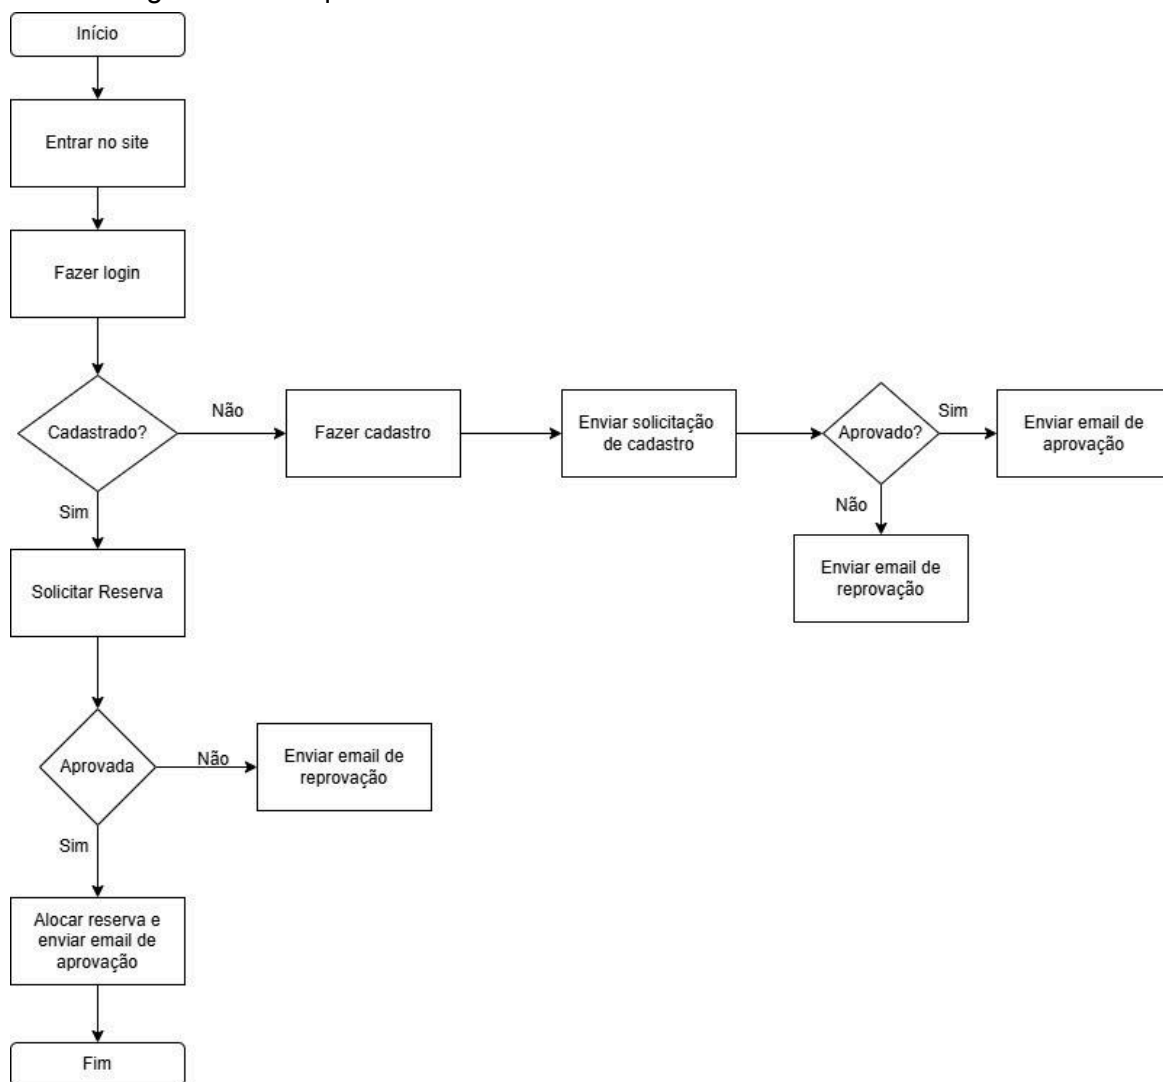 Início
Entrar no site
Fazer login
Cadastrado?
Não
Fazer cadastro
Enviar solicitação
de cadastro
Aprovado?
Sim
Enviar email de
aprovação
Não
Enviar email de
reprovação
Sim
Solicitar Reserva
Aprovada
Não
Enviar email de
reprovação
Sim
Alocar reserva e
enviar email de
aprovação
Fim